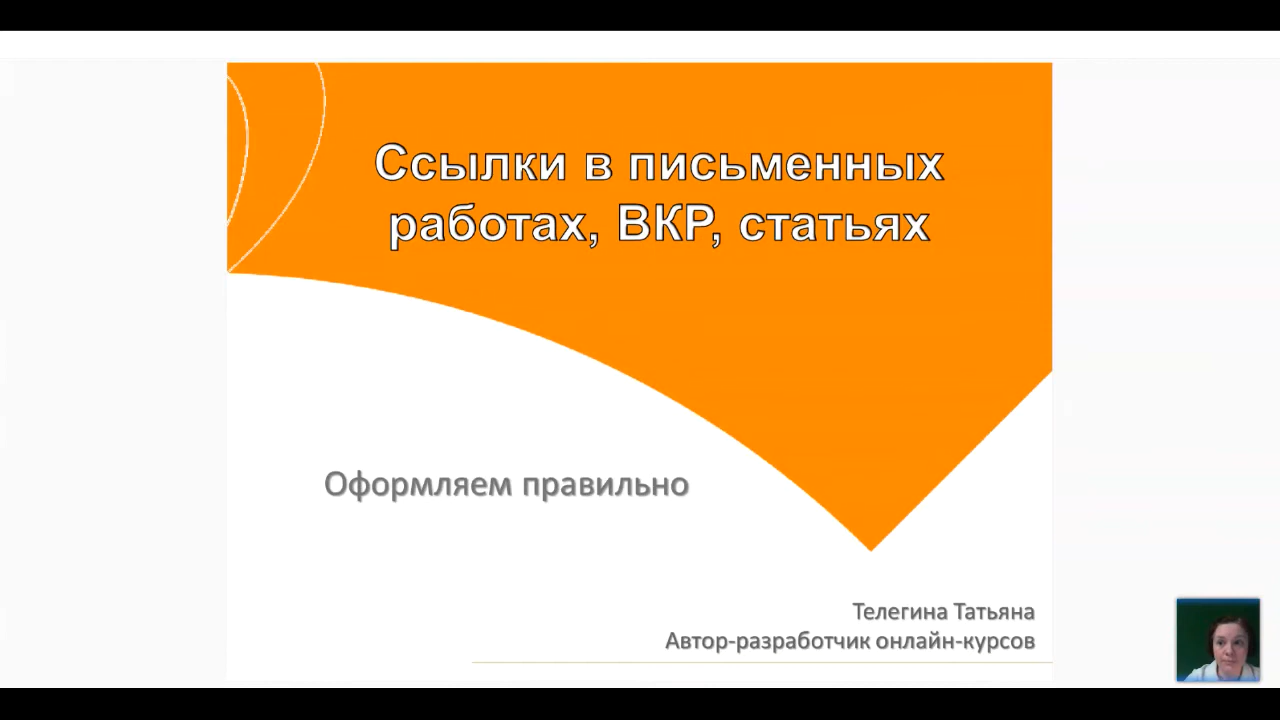 Ссылки в письменных
работах, ВКР, статьях
Оформляем правильно
Телегина Татьяна
Автор-разработчик онлайн-курсов